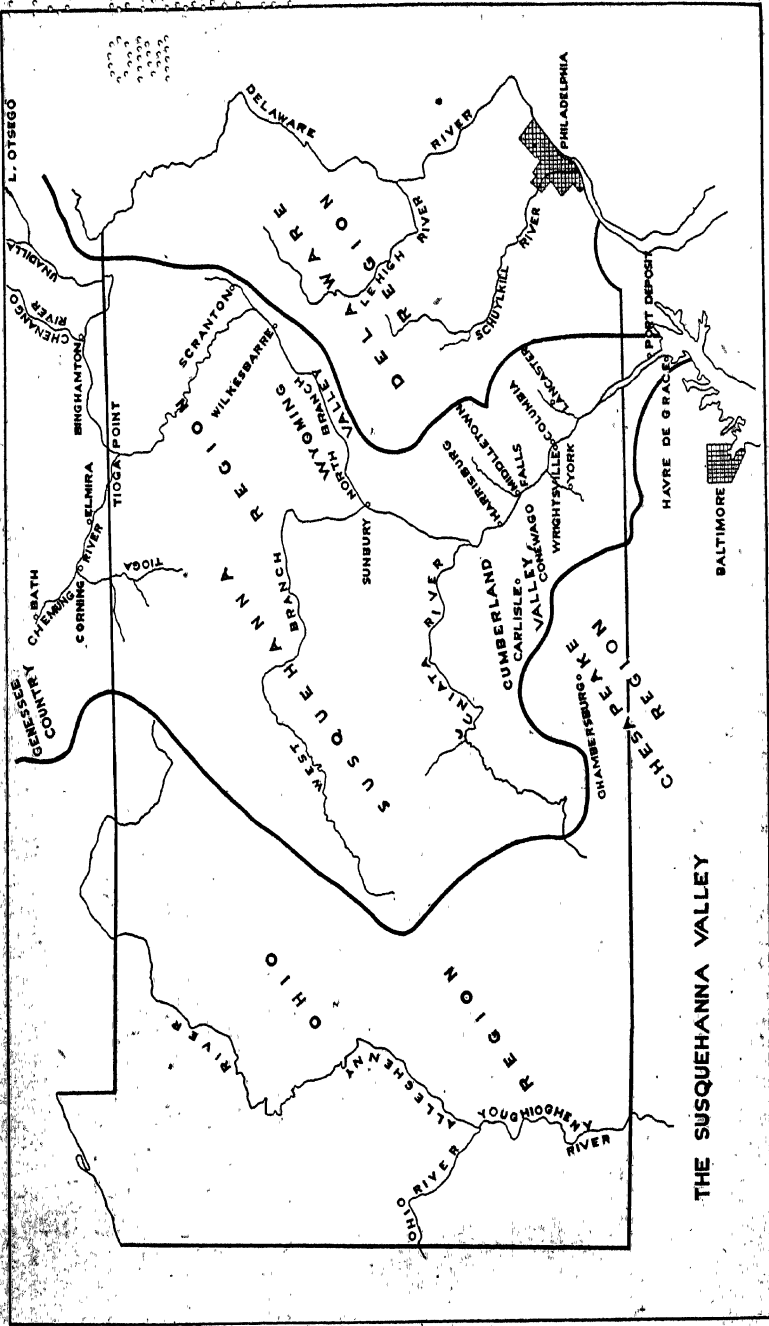 THE SUSQUEHANNA VALLEY
GENESSEE
COUNTRY
BATH
CHEMUNG
RIVER
CORNING
ELMIRA
TIOGA
TIOGA POINT
BINGHAMTON
CHENANGO
RIVER
UNADILLA
L. OTSEGO
SCRANTON
WILKESBARRE
WYOMING
VALLEY
NORTH BRANCH
SUNBURY
WEST BRANCH
SUSQUEHANNA REGION
DELAWARE
RIVER
DELAWARE
REGION
LEHIGH
RIVER
SCHUYLKILL
RIVER
PHILADELPHIA
OHIO
REGION
RIVER
ALLEGHENY
OHIO RIVER
YOUGHIOGHENY
RIVER
JUNIATA RIVER
HARRISBURG
MIDDLETOWN
CUMBERLAND
VALLEY
CARLISLE
CONEWAGO
FALLS
COLUMBIA
LANCASTER
WRIGHTSVILLE
YORK
CHAMBERSBURG
CHESAPEAKE
REGION
PORT DEPOSIT
HAVRE DE GRACE
BALTIMORE